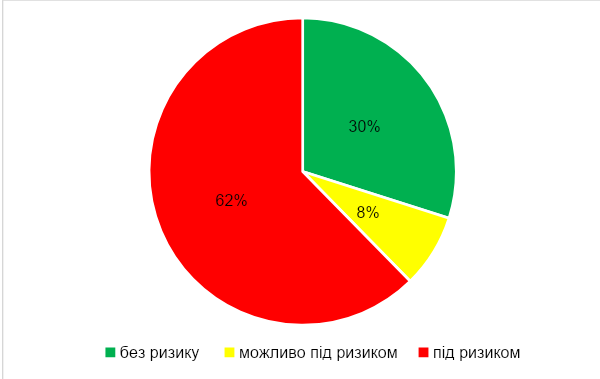 30%
8%
62%
без ризику
можливо під ризиком
під ризиком